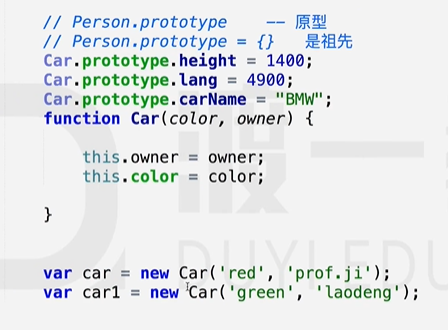 // Person.prototype    -- 原型
// Person.prototype = {}   是祖先
Car.prototype.height = 1400;
Car.prototype.lang = 4900;
Car.prototype.carName = "BMW";
function Car(color, owner) {
    this.owner = owner;
    this.color = color;
}
var car = new Car('red', 'prof.ji');
var car1 = new Car('green', 'laodeng');